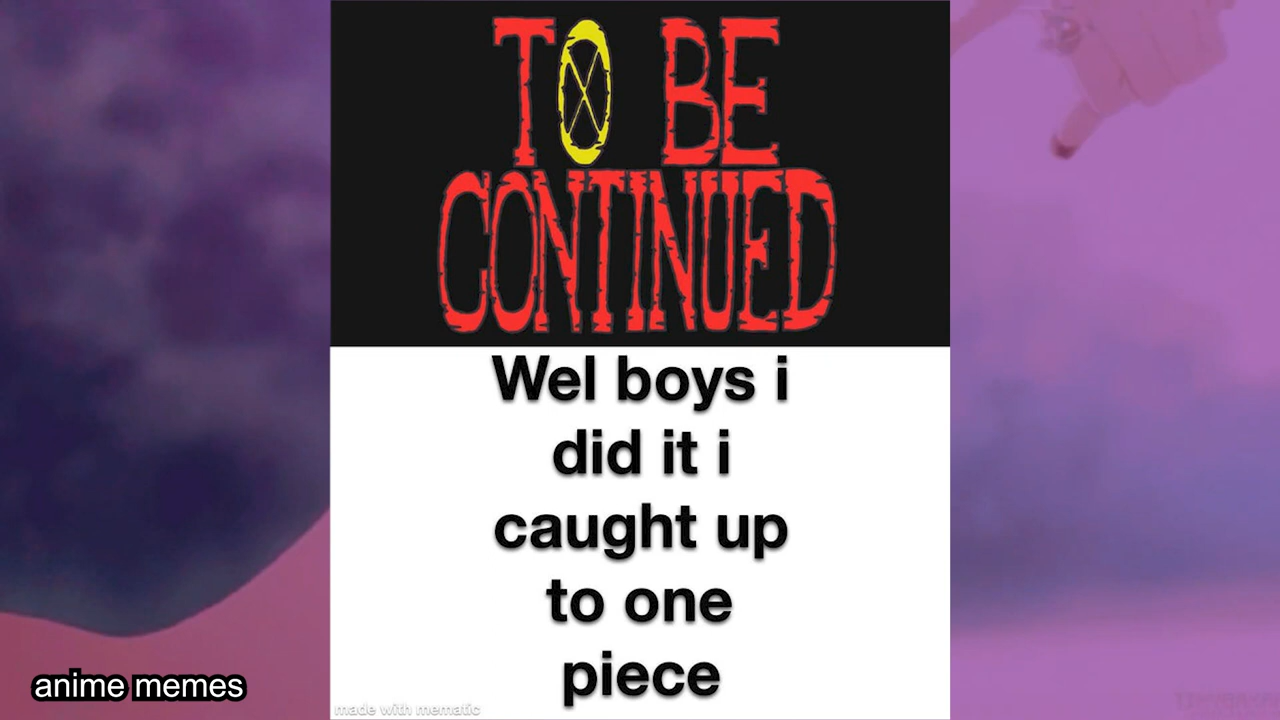 TO BE
CONTINUED
Wel boys i
did it i
caught up
to one
piece
anime memes
made with mematic